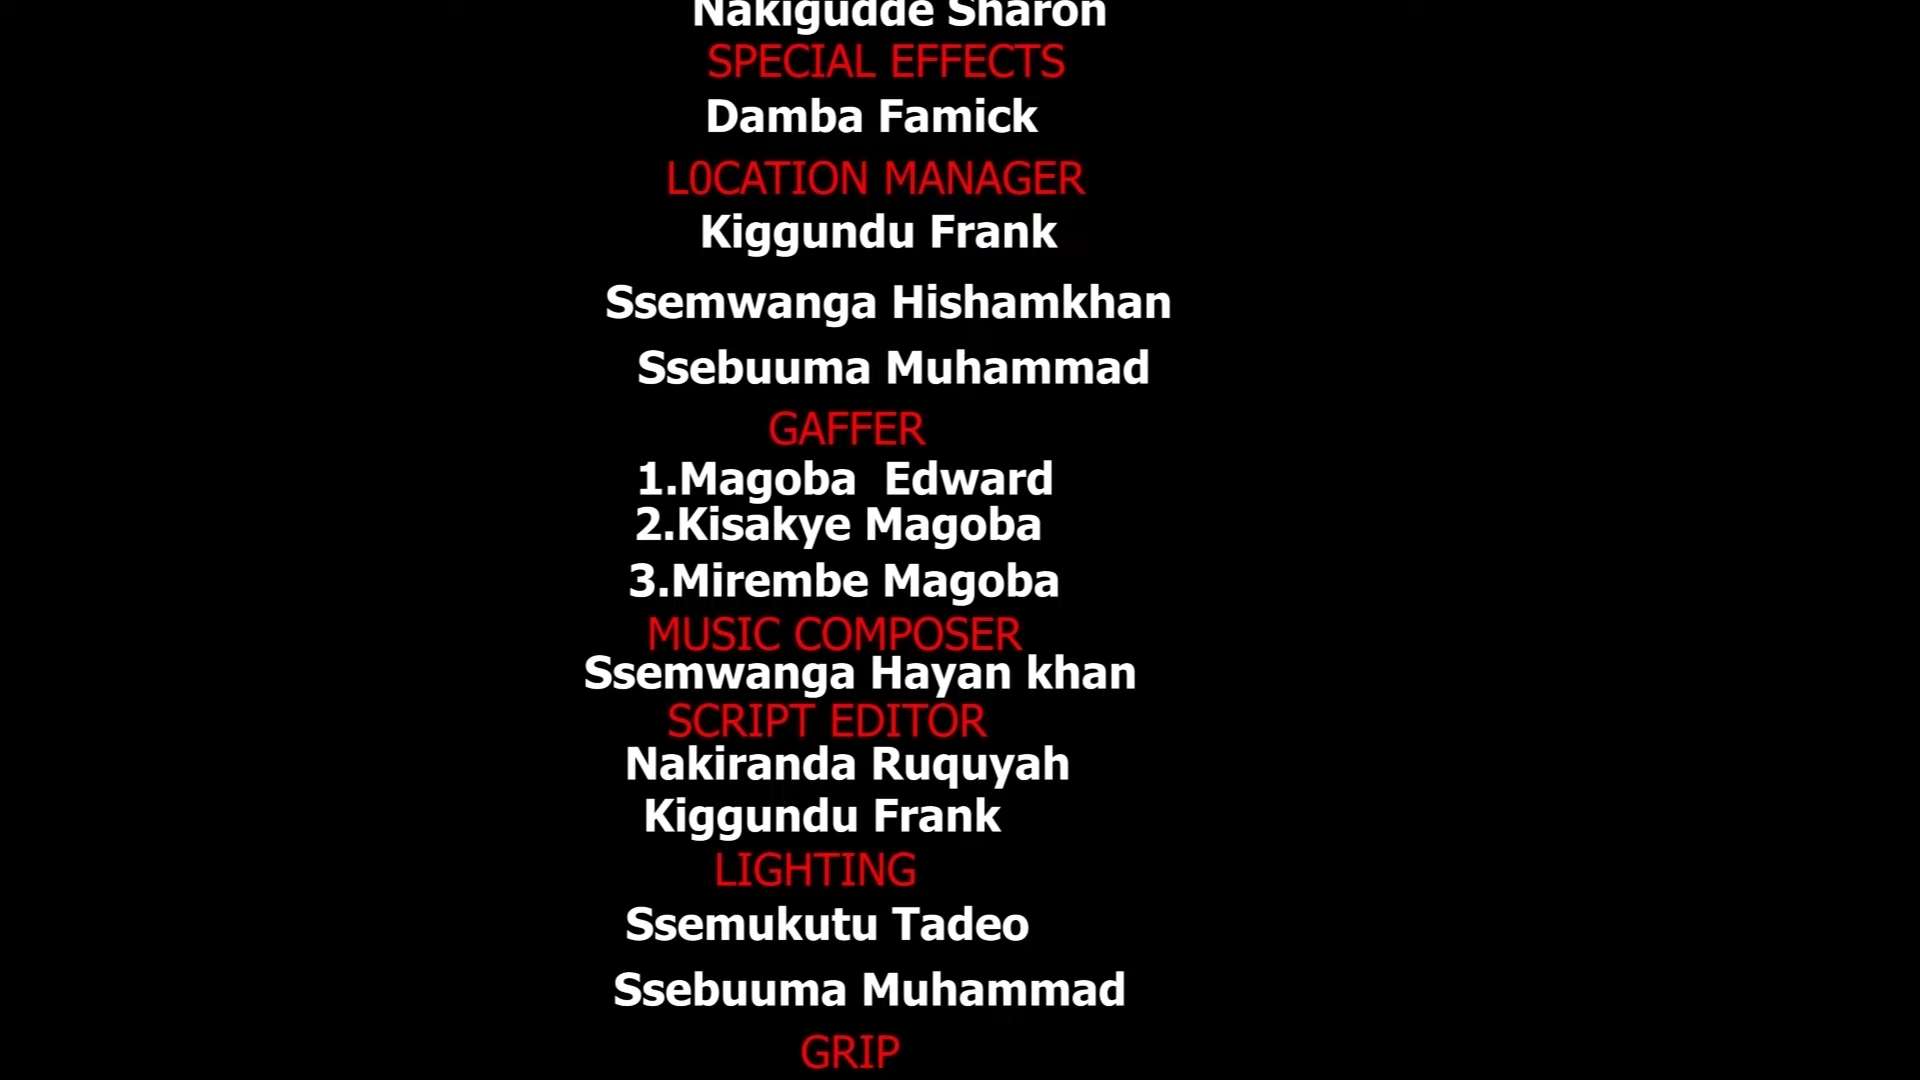 Nakigudde Sharon
SPECIAL EFFECTS
Damba Famick
L0CATION MANAGER
Kiggundu Frank
Ssemwanga Hishamkhan
Ssebuuma Muhammad
GAFFER
1.Magoba  Edward
2.Kisakye Magoba
3.Mirembe Magoba
MUSIC COMPOSER
Ssemwanga Hayan khan
SCRIPT EDITOR
Nakiranda Ruquyah
Kiggundu Frank
LIGHTING
Ssemukutu Tadeo
Ssebuuma Muhammad
GRIP